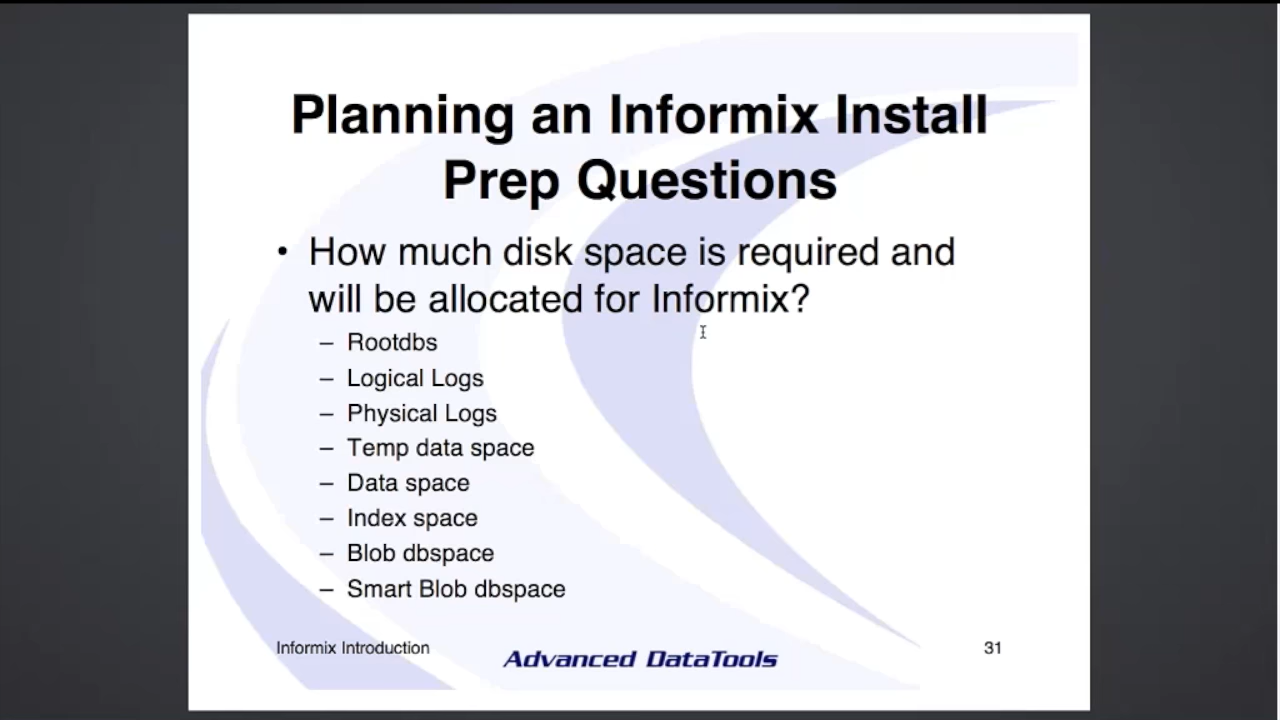 Planning an Informix Install
Prep Questions
• How much disk space is required and
will be allocated for Informix?
– Rootdbs
– Logical Logs
– Physical Logs
– Temp data space
– Data space
– Index space
– Blob dbspace
– Smart Blob dbspace
Informix Introduction
Advanced DataTools
31